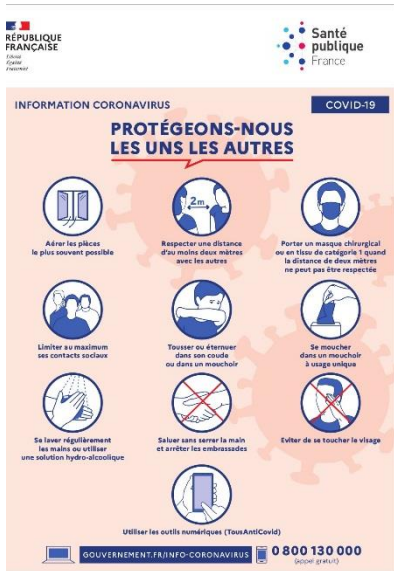 RÉPUBLIQUE
FRANÇAISE
Liberté
Égalité
Fraternité
Santé
publique
France
INFORMATION CORONAVIRUS
COVID-19
PROTÉGEONS-NOUS
LES UNS LES AUTRES
Aérer les pièces
le plus souvent possible
2m
Respecter une distance
d'au moins deux mètres
avec les autres
Porter un masque chirurgical
ou en tissu de catégorie 1 quand
la distance de deux mètres
ne peut pas être respectée
Limiter au maximum
ses contacts sociaux
Tousser ou éternuer
dans son coude
ou dans un mouchoir
Se moucher
dans un mouchoir
à usage unique
Se laver régulièrement
les mains ou utiliser
une solution hydro-alcoolique
Saluer sans serrer la main
et arrêter les embrassades
Eviter de se toucher le visage
Utiliser les outils numériques (TousAntiCovid)
GOUVERNEMENT.FR/INFO-CORONAVIRUS
0 800 130 000
(appel gratuit)